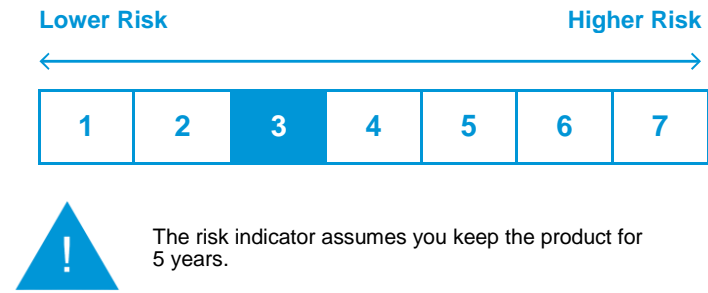 Lower Risk Higher Risk
1 2 3 4 5 6 7
!
The risk indicator assumes you keep the product for
5 years.